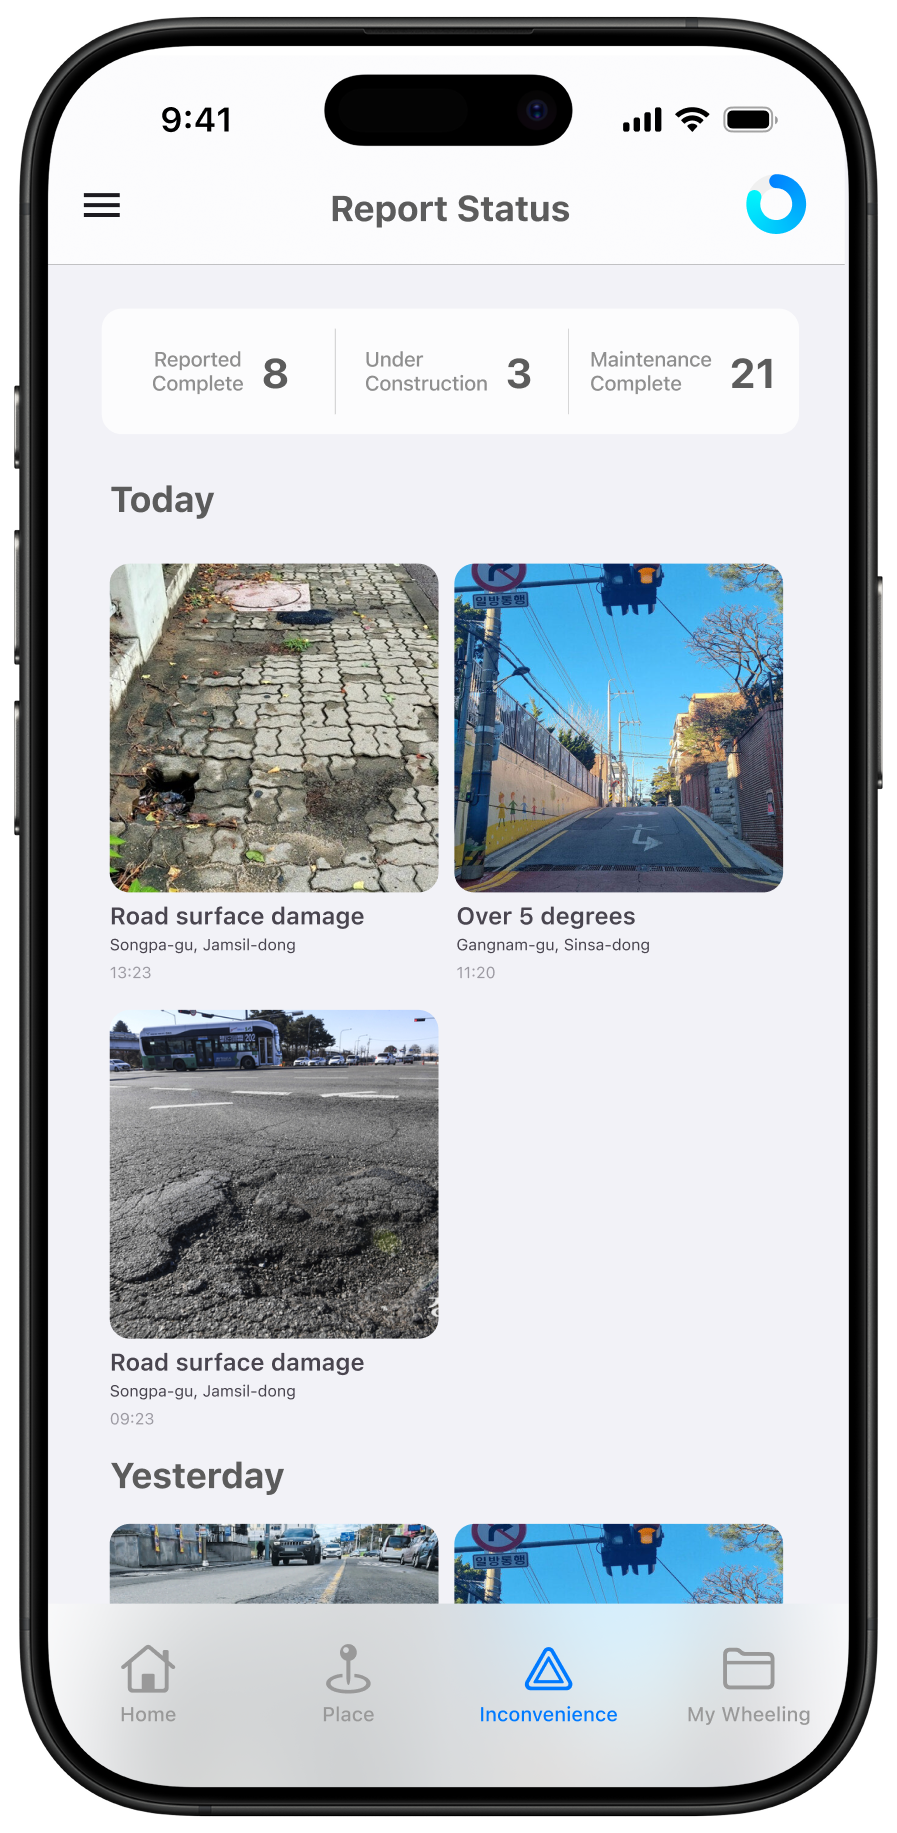 9:41
Report Status
Reported
Complete
8
Under
Construction
3
Maintenance
Complete
21
Today
일방통행
202
Road surface damage
Songpa-gu, Jamsil-dong
13:23
Over 5 degrees
Gangnam-gu, Sinsa-dong
11:20
Road surface damage
Songpa-gu, Jamsil-dong
09:23
Yesterday
일방통행
Home
Place
Inconvenience
My Wheeling